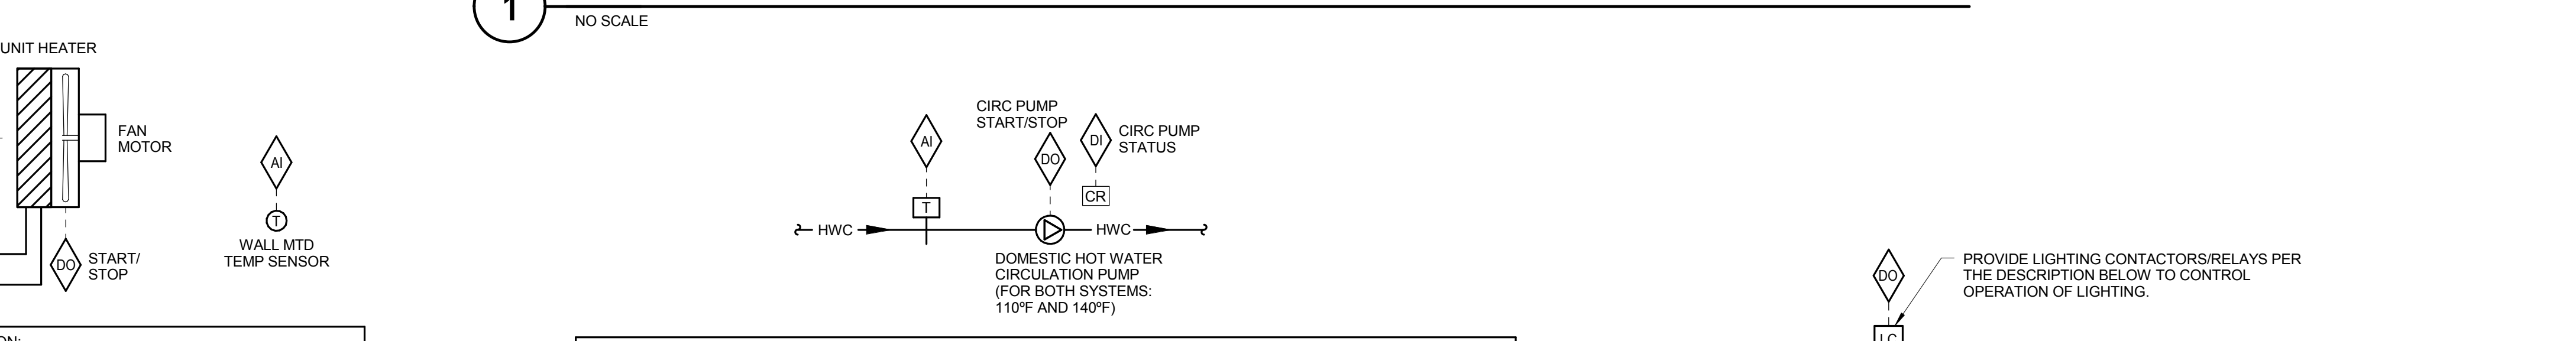 1
NO SCALE
UNIT HEATER
FAN
MOTOR
AI
T
WALL MTD
TEMP SENSOR
DO
START/
STOP
CIRC PUMP
START/STOP
AI
DO
DI
CIRC PUMP
STATUS
CR
T
HWC
HWC
DOMESTIC HOT WATER
CIRCULATION PUMP
(FOR BOTH SYSTEMS:
110ºF AND 140ºF)
DO
PROVIDE LIGHTING CONTACTORS/RELAYS PER
THE DESCRIPTION BELOW TO CONTROL
OPERATION OF LIGHTING.
LC